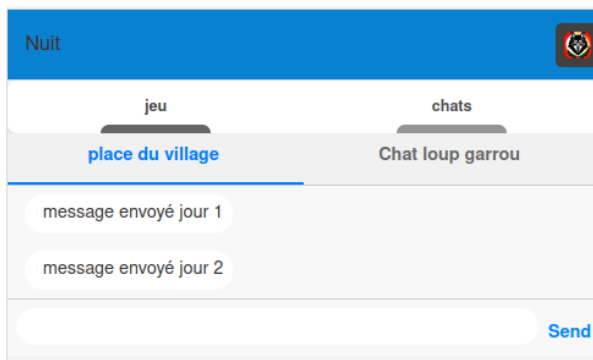 Nuit
jeu chats
place du village Chat loup garrou
message envoyé jour 1
message envoyé jour 2
Send